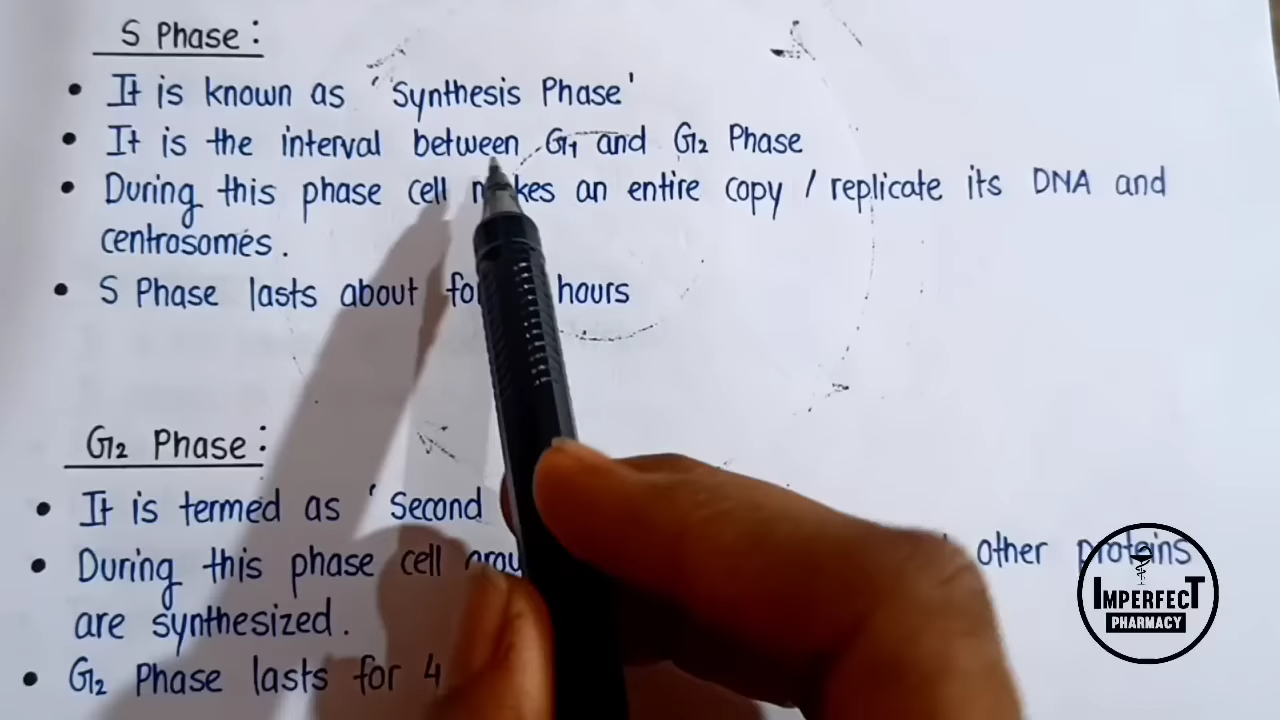 S Phase :
• It is known as 'Synthesis Phase'
• It is the interval between G1 and G2 Phase
• During this phase cell makes an entire copy / replicate its DNA and
centrosomes.
• S Phase lasts about hours
G2 Phase :
• It is termed as 'Second
• During this phase cell other proteins
are synthesized.
• G2 Phase lasts for 4
IMPERFECT
PHARMACY